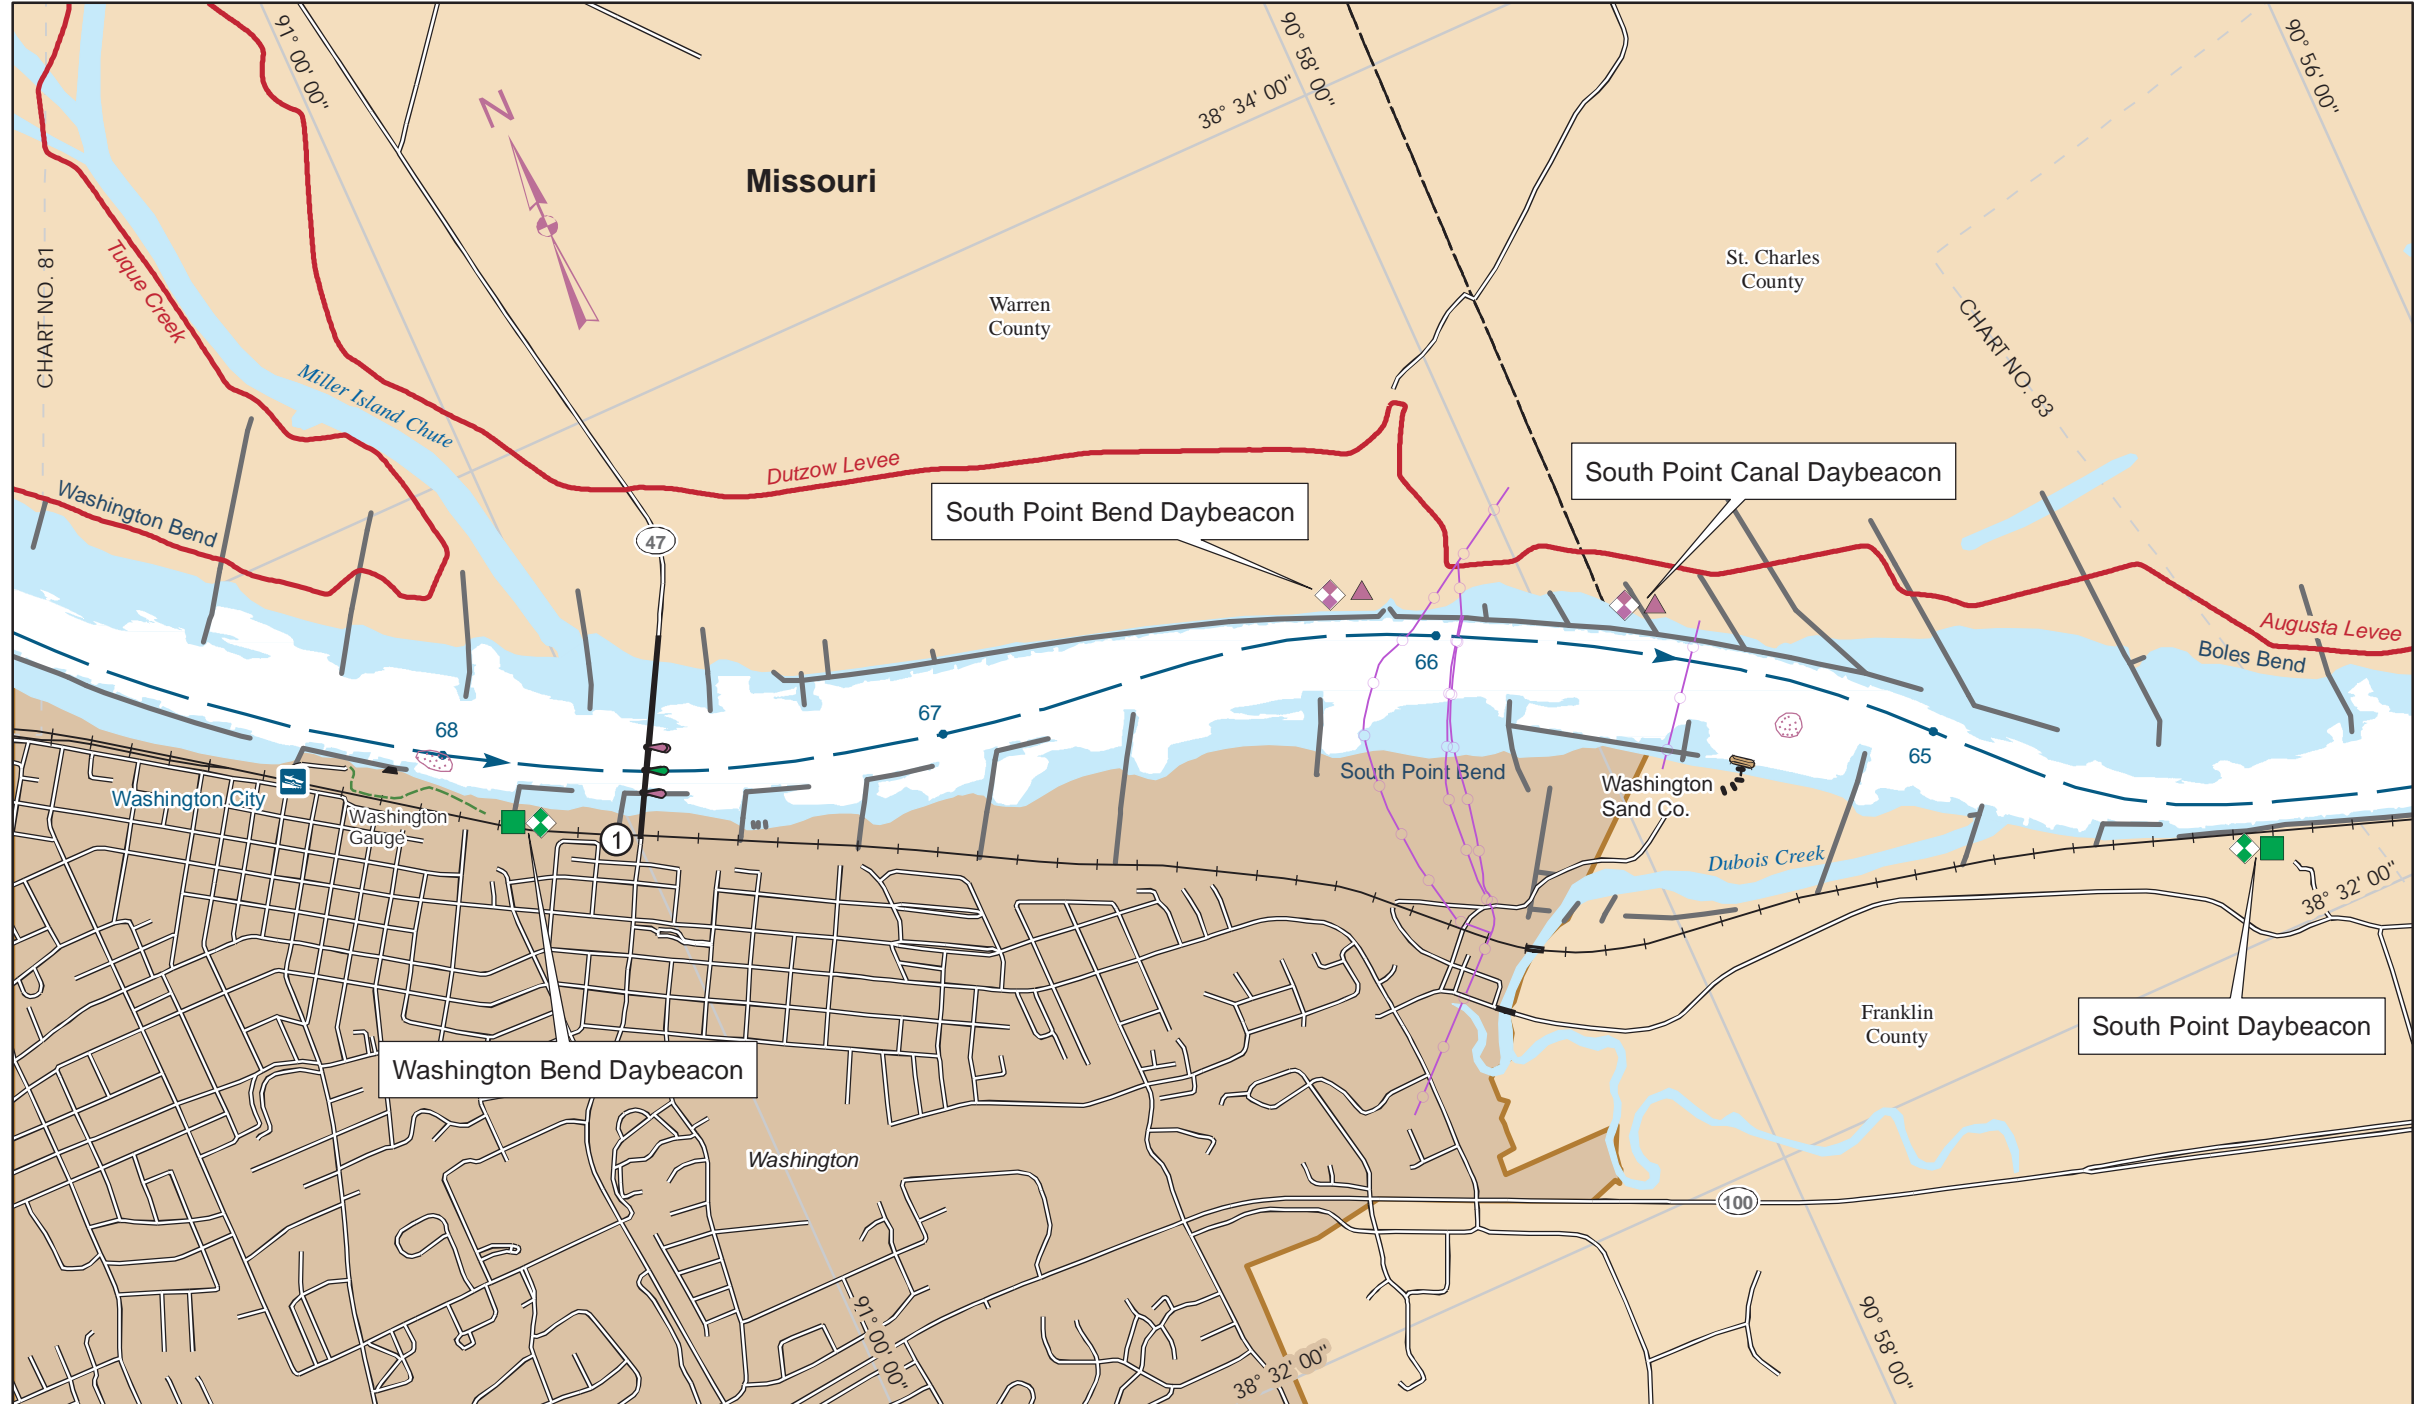 91° 00' 00"
90° 58' 00"
90° 56' 00"
38° 34' 00"
N
Missouri
CHART NO. 81
Tuque Creek
St. Charles
County
Warren
County
CHART NO. 83
Miller Island Chute
Dutzow Levee
South Point Canal Daybeacon
South Point Bend Daybeacon
Washington Bend
47
Augusta Levee
Boles Bend
66
67
68
65
South Point Bend
Washington
Sand Co.
Washington City
Washington
Gauge
1
Dubois Creek
38° 32' 00"
Franklin
County
South Point Daybeacon
Washington Bend Daybeacon
Washington
100
91° 00' 00"
90° 58' 00"
38° 32' 00"